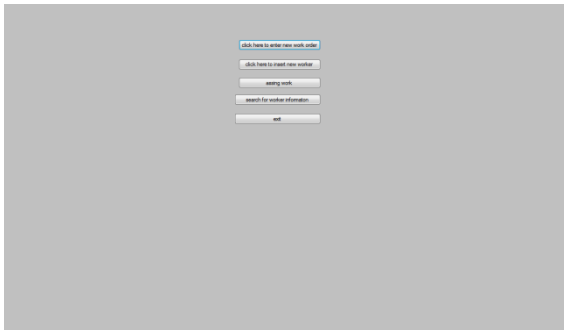 click here to enter new work order
click here to insert new worker
assing work
search for worker information
exit